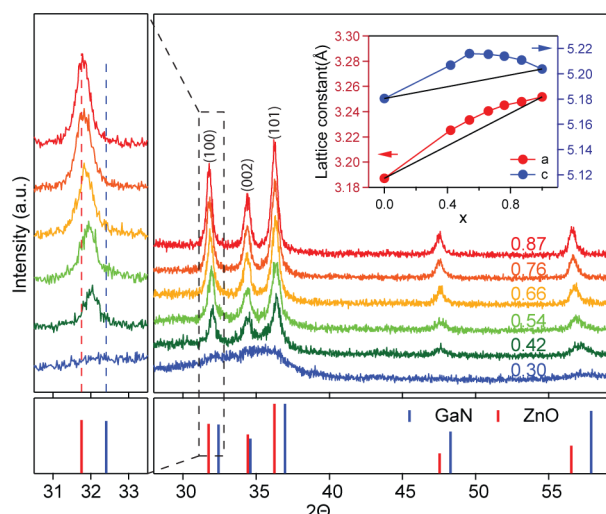 Intensity (a.u.)
(100)
(002)
(101)
Lattice constant(Å)
3.30
3.28
3.26
3.24
3.22
3.20
3.18
5.22
5.20
5.18
5.16
5.14
5.12
0.0
0.4
0.8
x
a
c
0.87
0.76
0.66
0.54
0.42
0.30
GaN
ZnO
31 32 33
30 35 40 45 50 55
2Θ